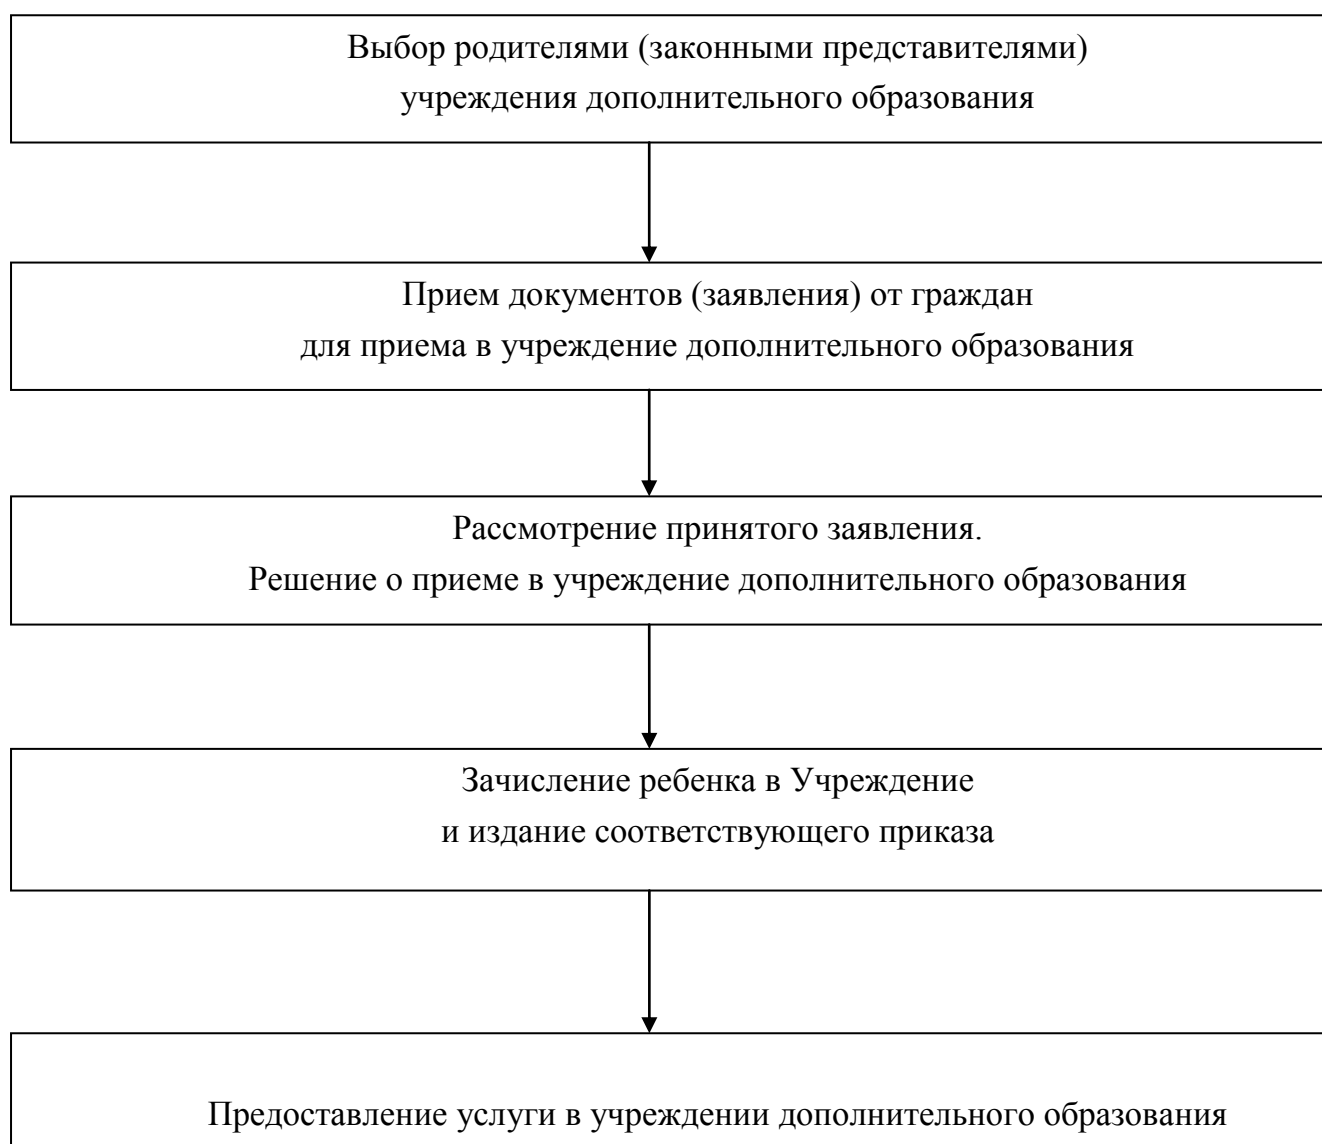 Выбор родителями (законными представителями)
учреждения дополнительного образования
Прием документов (заявления) от граждан
для приема в учреждение дополнительного образования
Рассмотрение принятого заявления.
Решение о приеме в учреждение дополнительного образования
Зачисление ребенка в Учреждение
и издание соответствующего приказа
Предоставление услуги в учреждении дополнительного образования